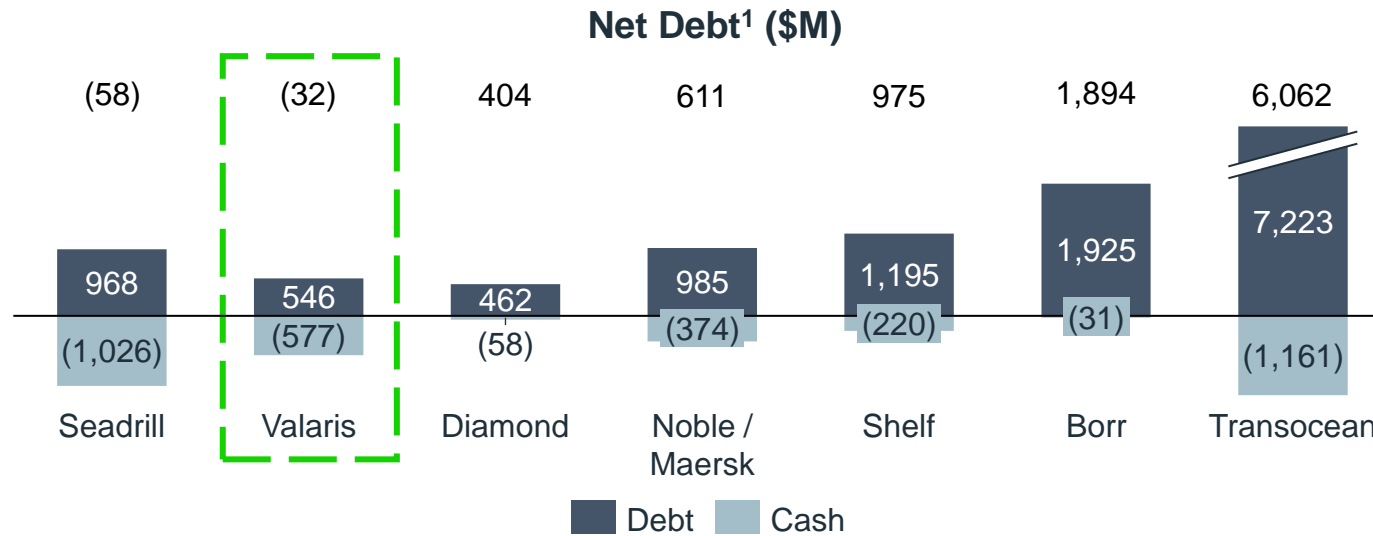 Net Debt¹ ($M)
(58) (32) 404 611 975 1,894 6,062
968 546 462 985 1,195 1,925 7,223
(1,026) (577) (58) (374) (220) (31) (1,161)
Seadrill Valaris Diamond Noble / Shelf Borr Transocean
Maersk
Debt Cash